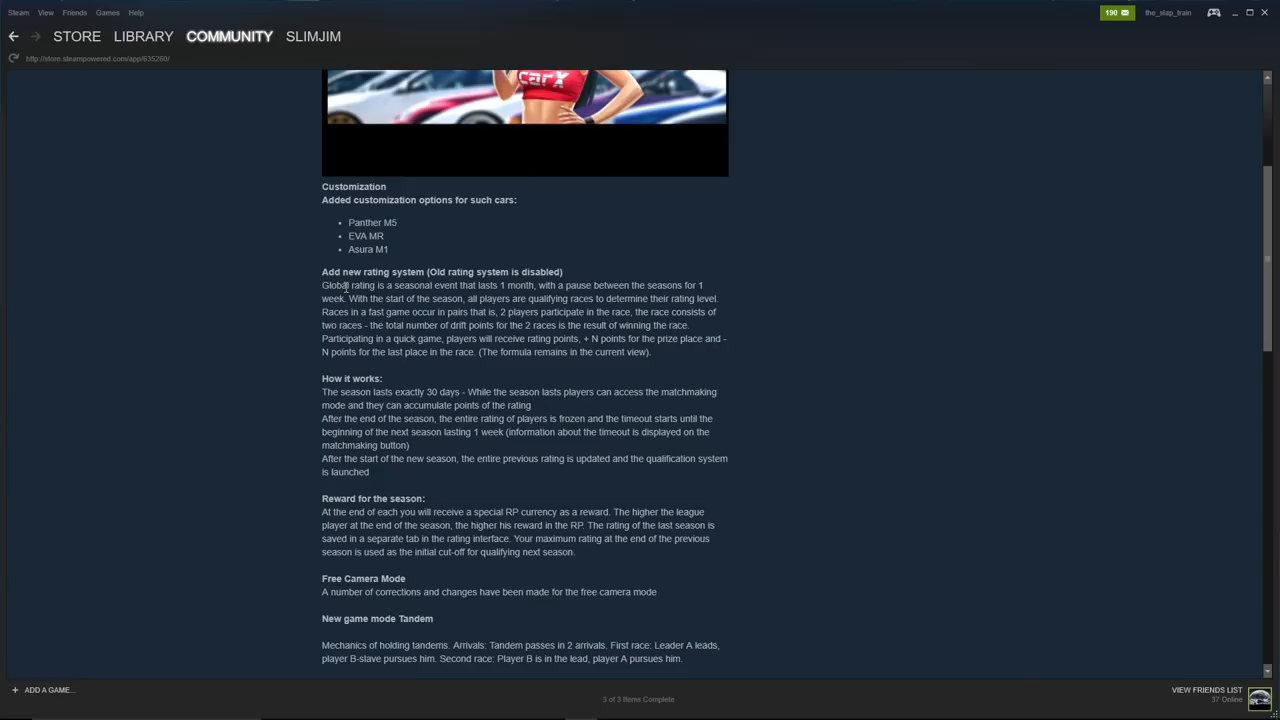 Steam View Friends Games Help
190 the_slap_train
STORE LIBRARY COMMUNITY SLIMJIM
http://store.steampowered.com/app/635260/
carx
Customization
Added customization options for such cars:
Panther M5
EVA MR
Asura M1
Add new rating system (Old rating system is disabled)
Global rating is a seasonal event that lasts 1 month, with a pause between the seasons for 1
week. With the start of the season, all players are qualifying races to determine their rating level.
Races in a fast game occur in pairs that is, 2 players participate in the race, the race consists of
two races - the total number of drift points for the 2 races is the result of winning the race.
Participating in a quick game, players will receive rating points, + N points for the prize place and -
N points for the last place in the race. (The formula remains in the current view).
How it works:
The season lasts exactly 30 days - While the season lasts players can access the matchmaking
mode and they can accumulate points of the rating
After the end of the season, the entire rating of players is frozen and the timeout starts until the
beginning of the next season lasting 1 week (information about the timeout is displayed on the
matchmaking button)
After the start of the new season, the entire previous rating is updated and the qualification system
is launched
Reward for the season:
At the end of each you will receive a special RP currency as a reward. The higher the league
player at the end of the season, the higher his reward in the RP. The rating of the last season is
saved in a separate tab in the rating interface. Your maximum rating at the end of the previous
season is used as the initial cut-off for qualifying next season.
Free Camera Mode
A number of corrections and changes have been made for the free camera mode
New game mode Tandem
Mechanics of holding tandems. Arrivals: Tandem passes in 2 arrivals. First race: Leader A leads,
player B-slave pursues him. Second race: Player B is in the lead, player A pursues him.
+ ADD A GAME...
3 of 3 Items Complete
VIEW FRIENDS LIST
37 Online